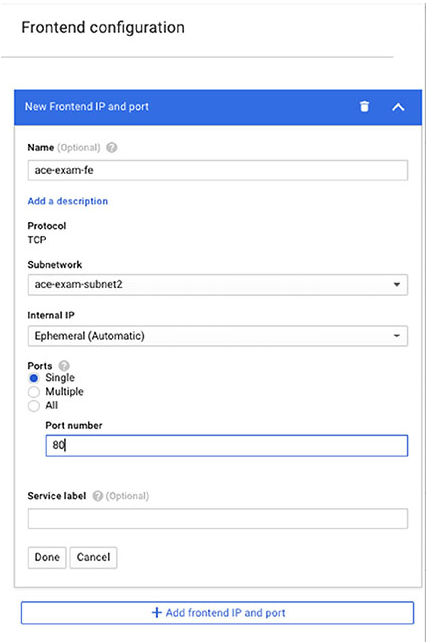 Frontend configuration
New Frontend IP and port
Name (Optional) ?
ace-exam-fe
Add a description
Protocol
TCP
Subnetwork
ace-exam-subnet2
Internal IP
Ephemeral (Automatic)
Ports ?
Single
Multiple
All
Port number
80
Service label ? (Optional)
Done Cancel
+ Add frontend IP and port